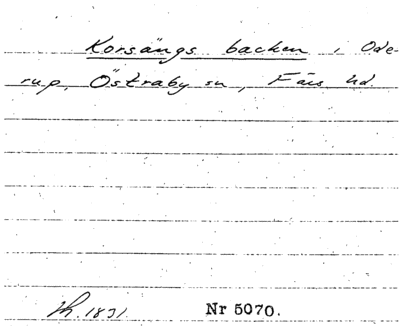 Korsängs backen, Ode-
rup, Östraby sn, Färs hd.
1831. Nr 5070.